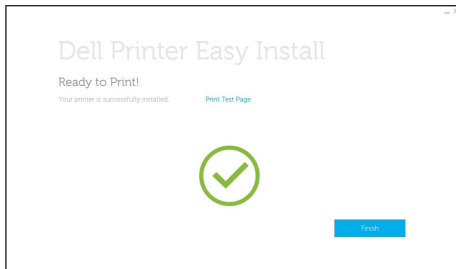 Dell Printer Easy Install
Ready to Print!
Your printer is successfully installed. Print Test Page
Finish